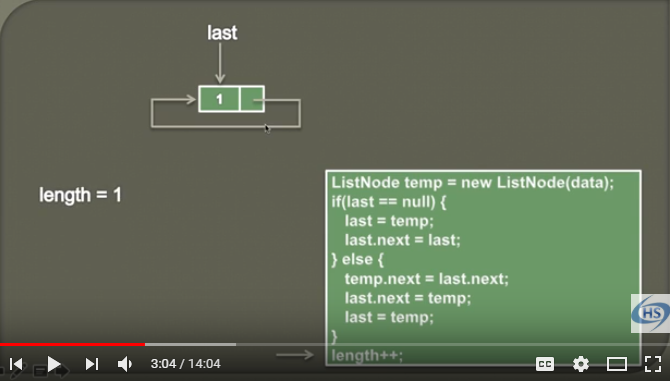 last
1
length = 1
ListNode temp = new ListNode(data);
if(last == null) {
last = temp;
last.next = last;
} else {
temp.next = last.next;
last.next = temp;
last = temp;
}
length++;
HS
3:04 / 14:04
CC